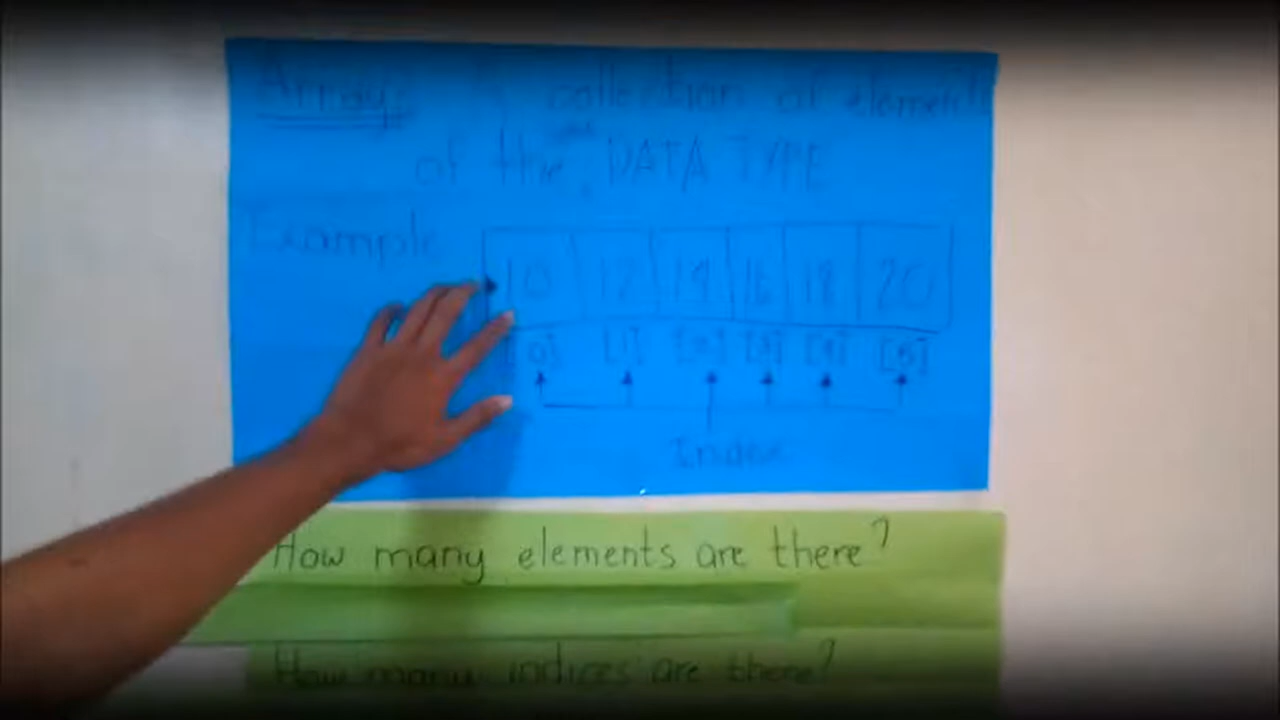 Array: A collection of elements
same
of the DATA TYPE
Example
10 12 14 16 18 20
[0] [1] [2] [3] [4] [5]
Index
How many elements are there?
How many indices are there?